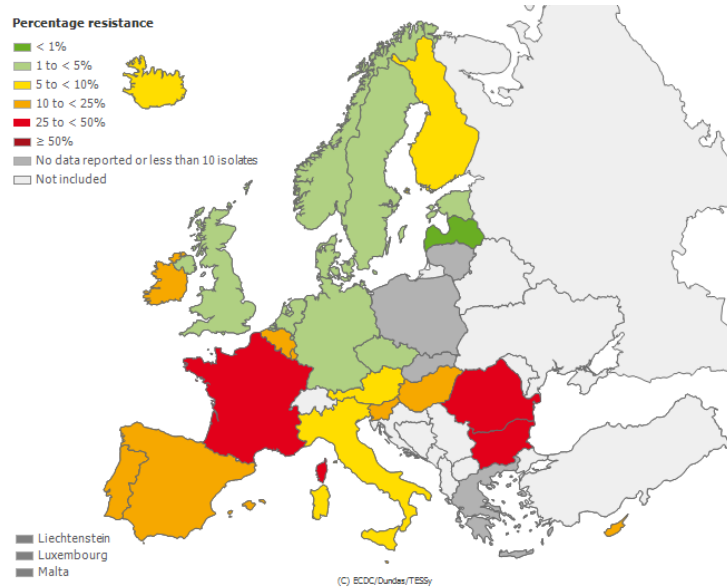 Percentage resistance
< 1%
1 to < 5%
5 to < 10%
10 to < 25%
25 to < 50%
≥ 50%
No data reported or less than 10 isolates
Not included
Liechtenstein
Luxembourg
Malta
(C) ECDC/Dundas/TESSy